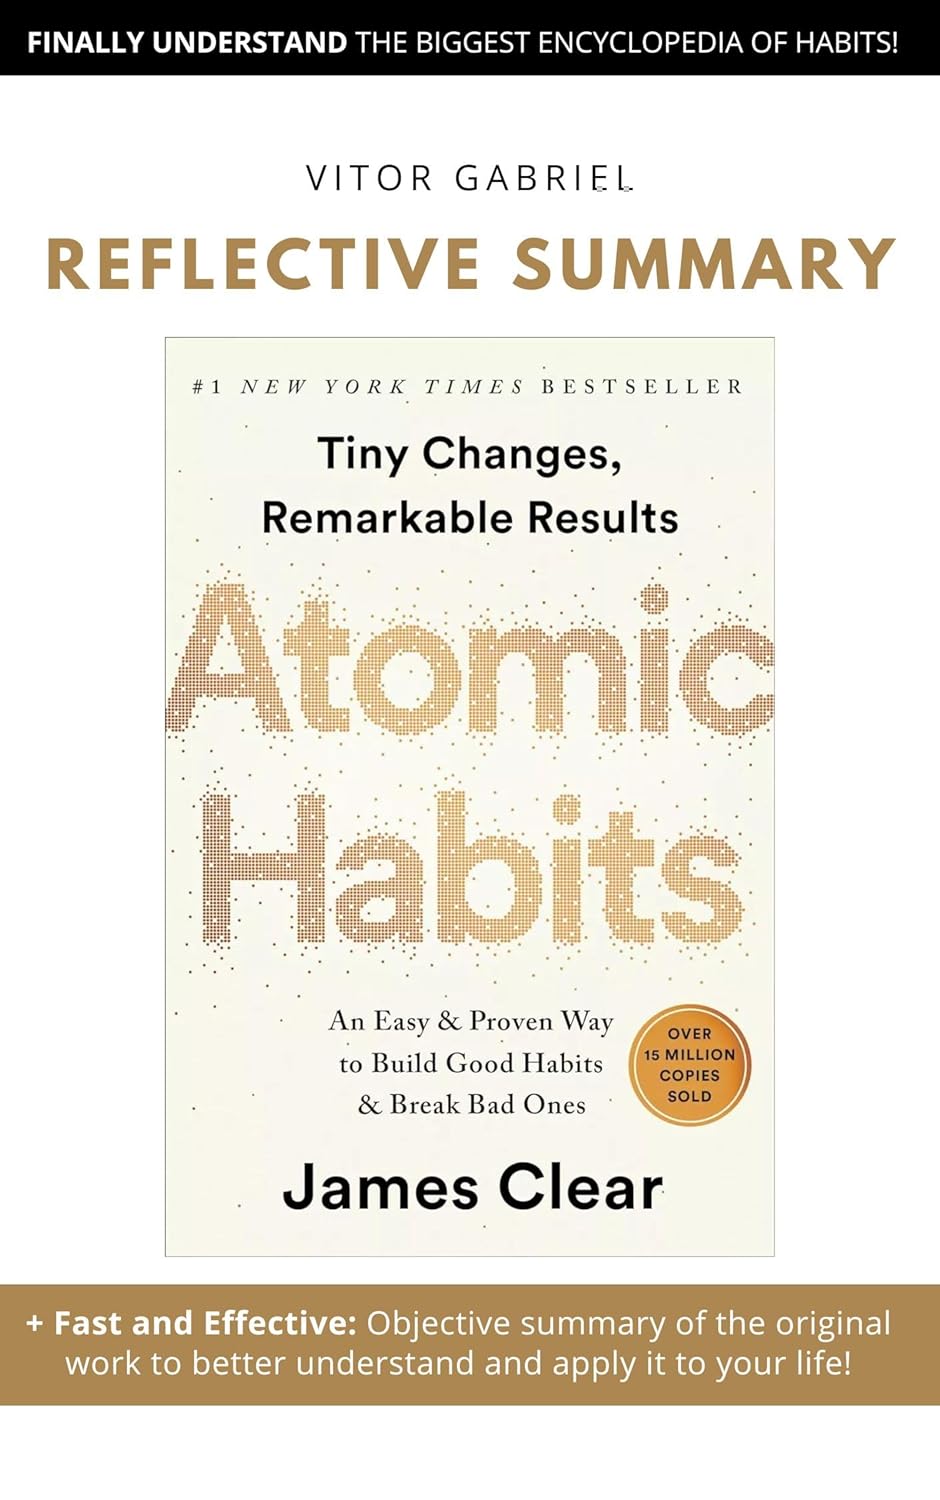 FINALLY UNDERSTAND THE BIGGEST ENCYCLOPEDIA OF HABITS!
VITOR GABRIEL
REFLECTIVE SUMMARY
#1 NEW YORK TIMES BESTSELLER
Tiny Changes,
Remarkable Results
Atomic
Habits
An Easy & Proven Way
to Build Good Habits
& Break Bad Ones
OVER
15 MILLION
COPIES
SOLD
James Clear
+ Fast and Effective: Objective summary of the original
work to better understand and apply it to your life!